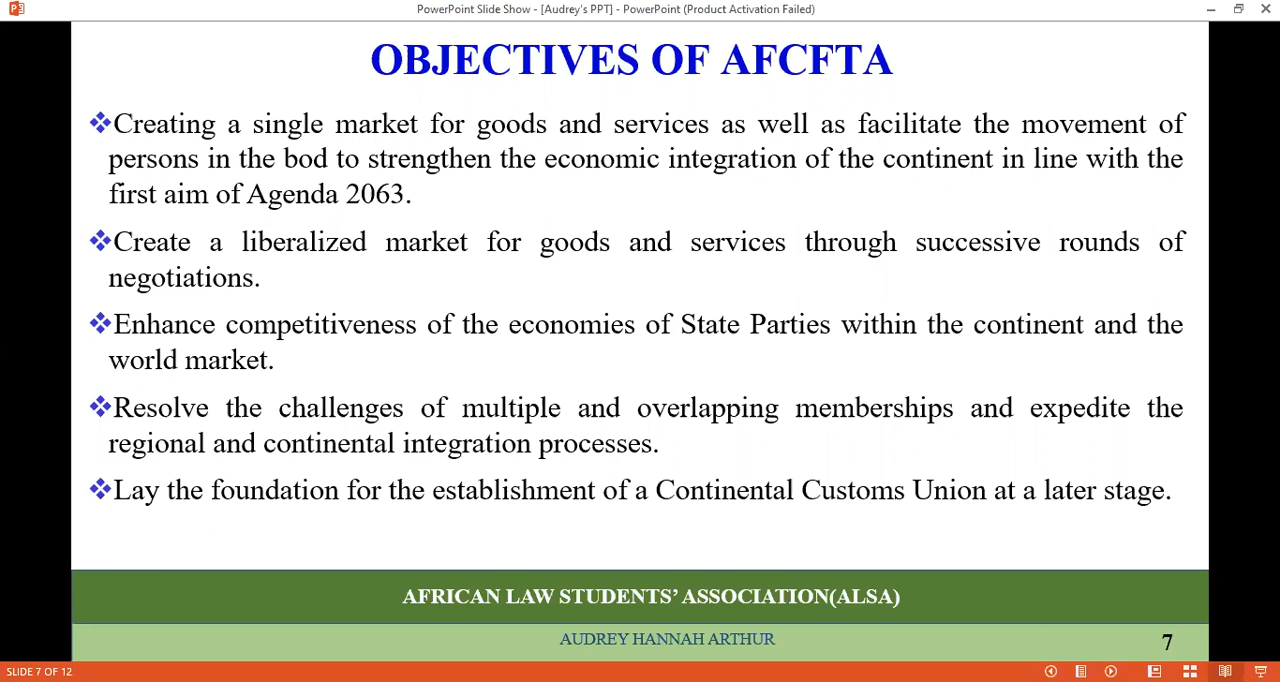 PowerPoint Slide Show - [Audrey's PPT] - PowerPoint (Product Activation Failed)
OBJECTIVES OF AFCFTA
Creating a single market for goods and services as well as facilitate the movement of
persons in the bod to strengthen the economic integration of the continent in line with the
first aim of Agenda 2063.
Create a liberalized market for goods and services through successive rounds of
negotiations.
Enhance competitiveness of the economies of State Parties within the continent and the
world market.
Resolve the challenges of multiple and overlapping memberships and expedite the
regional and continental integration processes.
Lay the foundation for the establishment of a Continental Customs Union at a later stage.
AFRICAN LAW STUDENTS' ASSOCIATION(ALSA)
AUDREY HANNAH ARTHUR
7
SLIDE 7 OF 12